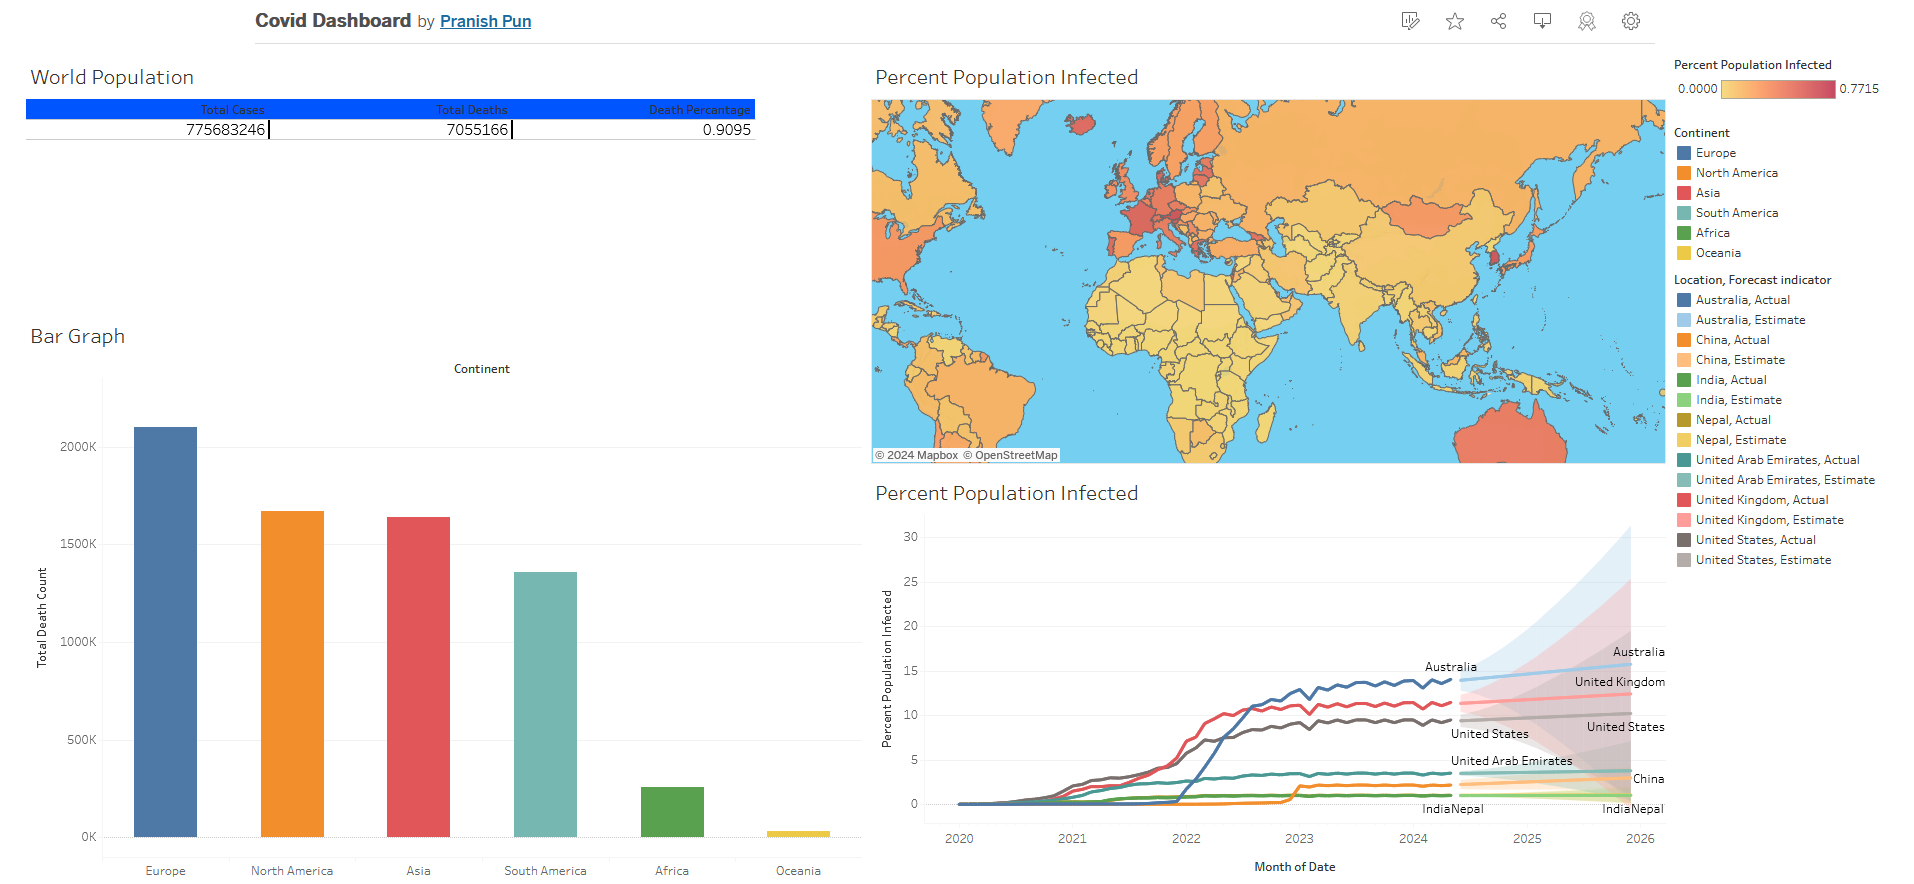 Covid Dashboard by Pranish Pun
World Population
Total Cases Total Deaths Death Percantage
775683246 7055166 0.9095
Bar Graph
Continent
Total Death Count
2000K
1500K
1000K
500K
0K
Europe North America Asia South America Africa Oceania
Percent Population Infected
© 2024 Mapbox © OpenStreetMap
Percent Population Infected
Percent Population Infected
30
25
20
15
10
5
0
Australia
United States
United Arab Emirates
IndiaNepal
Australia
United Kingdom
United States
China
IndiaNepal
2020 2021 2022 2023 2024 2025 2026
Month of Date
Percent Population Infected
0.0000 0.7715
Continent
Europe
North America
Asia
South America
Africa
Oceania
Location, Forecast indicator
Australia, Actual
Australia, Estimate
China, Actual
China, Estimate
India, Actual
India, Estimate
Nepal, Actual
Nepal, Estimate
United Arab Emirates, Actual
United Arab Emirates, Estimate
United Kingdom, Actual
United Kingdom, Estimate
United States, Actual
United States, Estimate